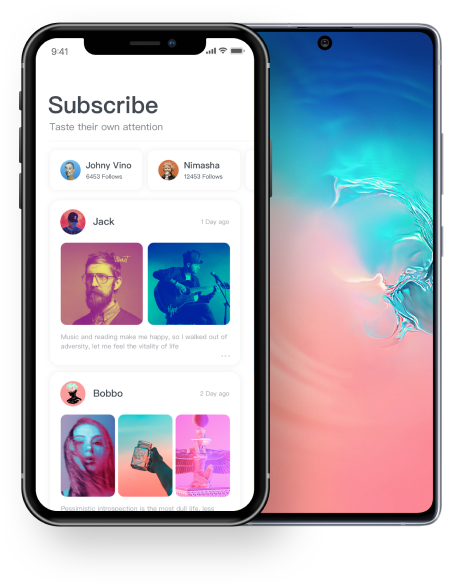 9:41
Subscribe
Taste their own attention
Johny Vino
6453 Follows
Nimasha
12453 Follows
Jack
1 Day ago
Music and reading make me happy, so I walked out of
adversity, let me feel the vitality of life
Bobbo
2 Day ago
Pessimistic introspection is the most dull life, less